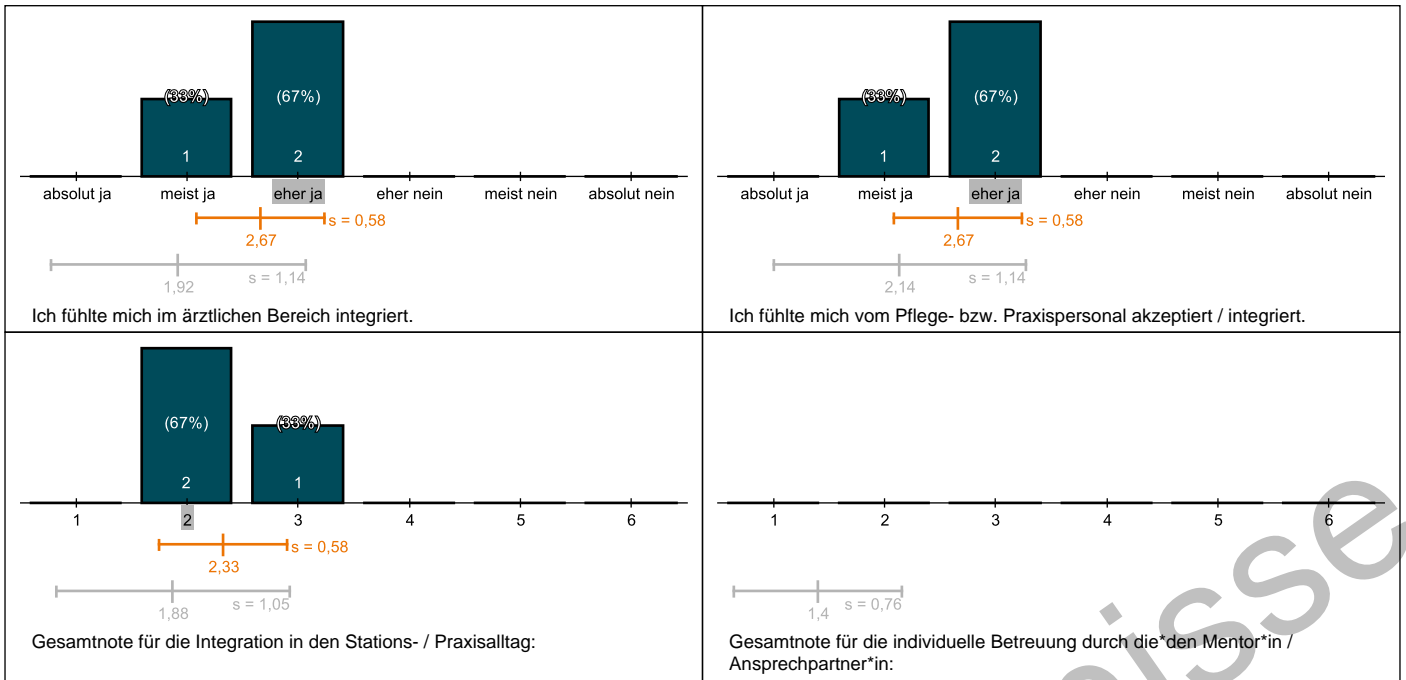 (33%)
(67%)
1
2
absolut ja
meist ja
eher ja
eher nein
meist nein
absolut nein
s = 0,58
2,67
s = 1,14
1,92
Ich fühlte mich im ärztlichen Bereich integriert.
(33%)
(67%)
1
2
absolut ja
meist ja
eher ja
eher nein
meist nein
absolut nein
s = 0,58
2,67
s = 1,14
2,14
Ich fühlte mich vom Pflege- bzw. Praxispersonal akzeptiert / integriert.
(67%)
(33%)
2
1
1
2
3
4
5
6
s = 0,58
2,33
s = 1,05
1,88
Gesamtnote für die Integration in den Stations- / Praxisalltag:
1
2
3
4
5
6
s = 0,76
1,4
Gesamtnote für die individuelle Betreuung durch die*den Mentor*in /
Ansprechpartner*in:
nisse